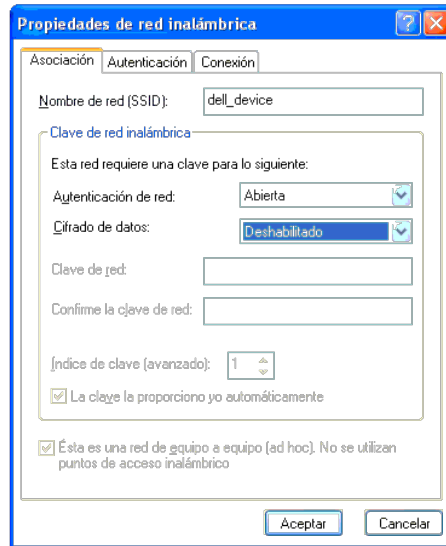 Propiedades de red inalámbrica
Asociación Autenticación Conexión
Nombre de red (SSID): dell_device
Clave de red inalámbrica
Esta red requiere una clave para lo siguiente:
Autenticación de red: Abierta
Cifrado de datos: Deshabilitado
Clave de red:
Confirme la clave de red:
Índice de clave (avanzado): 1
La clave la proporciono yo automáticamente
Ésta es una red de equipo a equipo (ad hoc). No se utilizan
puntos de acceso inalámbrico
Aceptar Cancelar